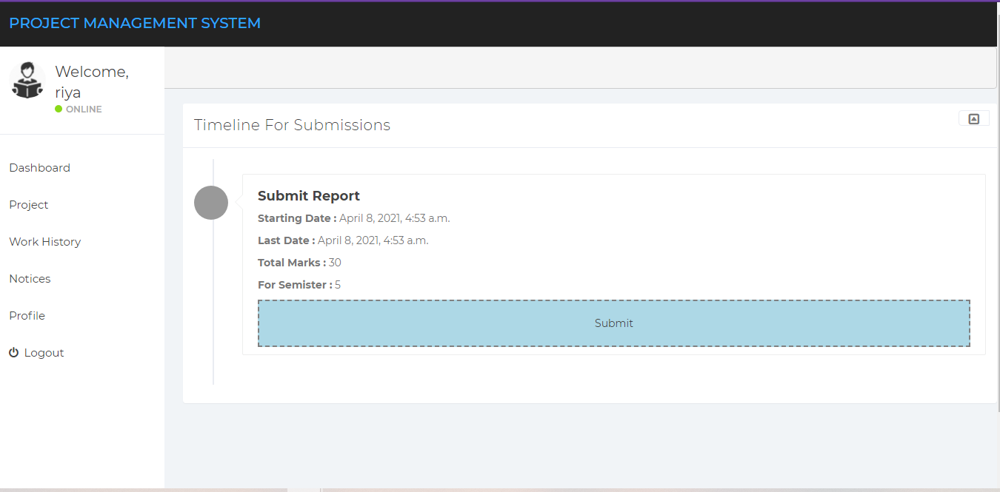 PROJECT MANAGEMENT SYSTEM
Welcome,
riya
ONLINE
Dashboard
Project
Work History
Notices
Profile
Logout
Timeline For Submissions
Submit Report
Starting Date : April 8, 2021, 4:53 a.m.
Last Date : April 8, 2021, 4:53 a.m.
Total Marks : 30
For Semister : 5
Submit